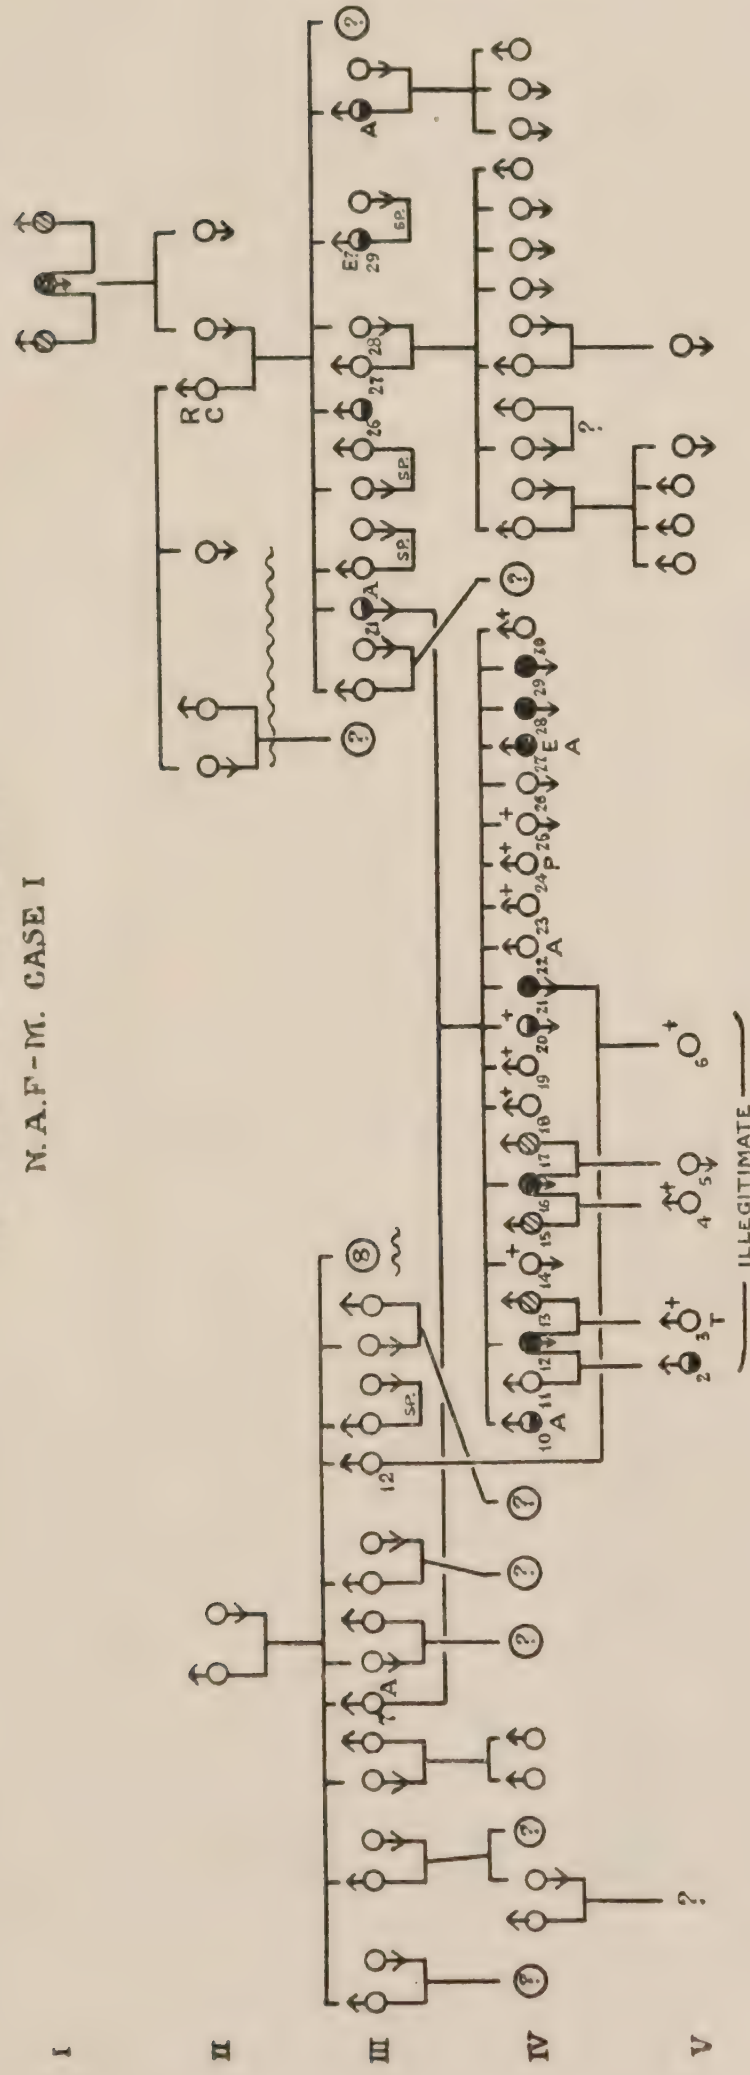 N.A.F-M. CASE I
I
II
R
C
III
7 A
12
SP.
8
?
21 A
SP.
SP.
26
27
28
E?
29
SP.
A
?
IV
?
?
?
?
?
10 11 12 13 14 15 16 17 18 19 20 21 22 23 24 25 26 27 28 29 30
A
A
P
E
A
?
?
V
?
2 3 4 5 6
T
ILLEGITIMATE